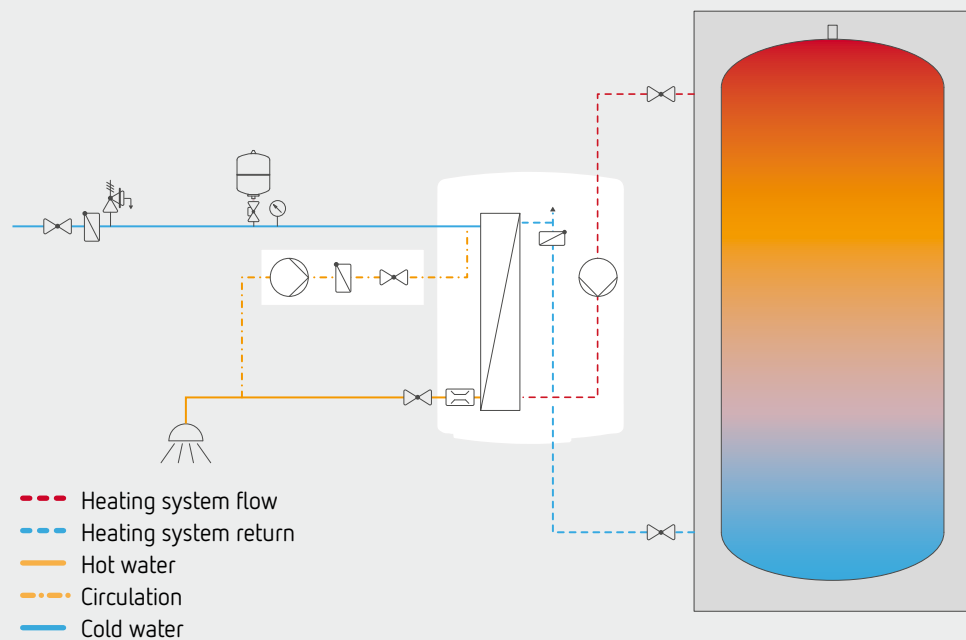 Heating system flow
Heating system return
Hot water
Circulation
Cold water